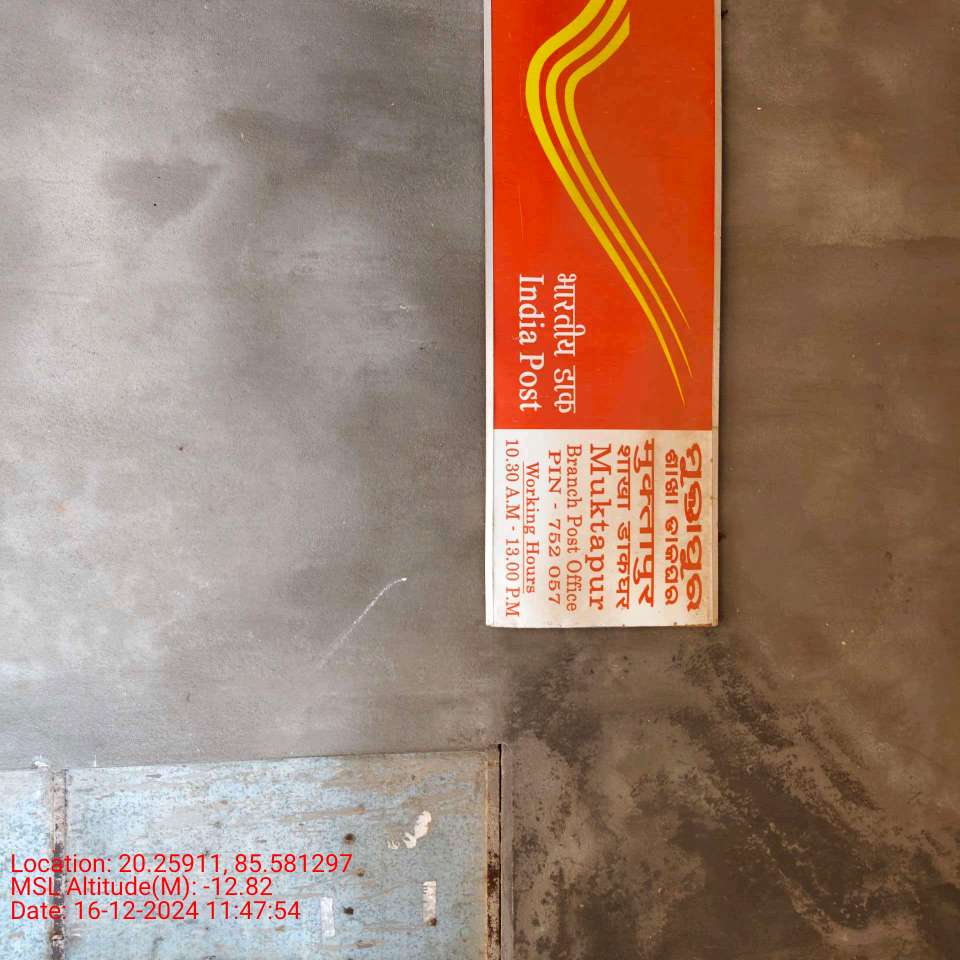 भारतीय डाक
India Post
ମୁକ୍ତାପୁର
ଶାଖା ଡାକଘର
मुक्तापुर
शाखा डाकघर
Muktapur
Branch Post Office
PIN - 752 057
Working Hours
10.30 A.M - 13.00 P.M
Location: 20.25911, 85.581297
MSL Altitude(M): -12.82
Date: 16-12-2024 11:47:54